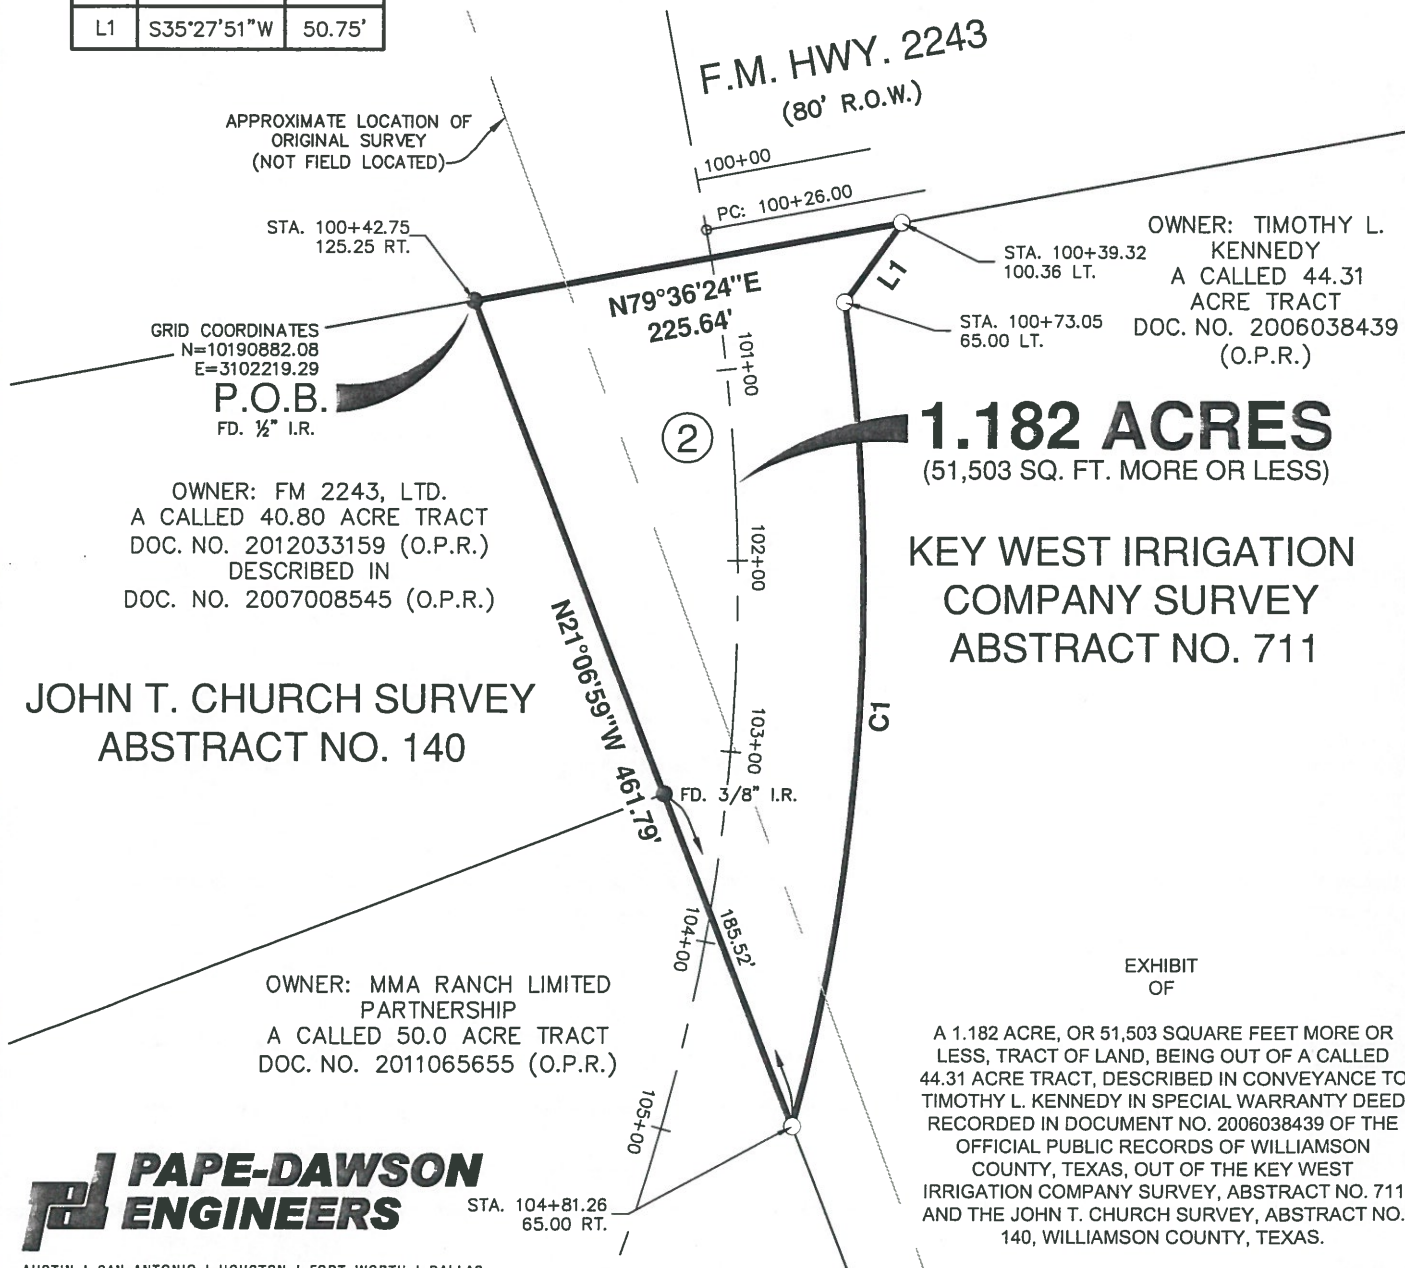 L1 S35°27'51"W 50.75'
F.M. HWY. 2243
(80' R.O.W.)
APPROXIMATE LOCATION OF
ORIGINAL SURVEY
(NOT FIELD LOCATED)
100+00
PC: 100+26.00
STA. 100+42.75
125.25 RT.
OWNER: TIMOTHY L.
KENNEDY
A CALLED 44.31
ACRE TRACT
DOC. NO. 2006038439
(O.P.R.)
STA. 100+39.32
100.36 LT.
L1
N79°36'24"E
225.64'
STA. 100+73.05
65.00 LT.
GRID COORDINATES
N=10190882.08
E=3102219.29
P.O.B.
FD. ½" I.R.
101+00
2
1.182 ACRES
(51,503 SQ. FT. MORE OR LESS)
OWNER: FM 2243, LTD.
A CALLED 40.80 ACRE TRACT
DOC. NO. 2012033159 (O.P.R.)
DESCRIBED IN
DOC. NO. 2007008545 (O.P.R.)
102+00
KEY WEST IRRIGATION
COMPANY SURVEY
ABSTRACT NO. 711
N21°06'59"W 461.79'
JOHN T. CHURCH SURVEY
ABSTRACT NO. 140
C1
103+00
FD. 3/8" I.R.
185.52'
104+00
OWNER: MMA RANCH LIMITED
PARTNERSHIP
A CALLED 50.0 ACRE TRACT
DOC. NO. 2011065655 (O.P.R.)
105+00
EXHIBIT
OF
A 1.182 ACRE, OR 51,503 SQUARE FEET MORE OR
LESS, TRACT OF LAND, BEING OUT OF A CALLED
44.31 ACRE TRACT, DESCRIBED IN CONVEYANCE TO
TIMOTHY L. KENNEDY IN SPECIAL WARRANTY DEED
RECORDED IN DOCUMENT NO. 2006038439 OF THE
OFFICIAL PUBLIC RECORDS OF WILLIAMSON
COUNTY, TEXAS, OUT OF THE KEY WEST
IRRIGATION COMPANY SURVEY, ABSTRACT NO. 711
AND THE JOHN T. CHURCH SURVEY, ABSTRACT NO.
140, WILLIAMSON COUNTY, TEXAS.
PAPE-DAWSON
ENGINEERS
STA. 104+81.26
65.00 RT.
AUSTIN | SAN ANTONIO | HOUSTON | FORT WORTH | DALLAS